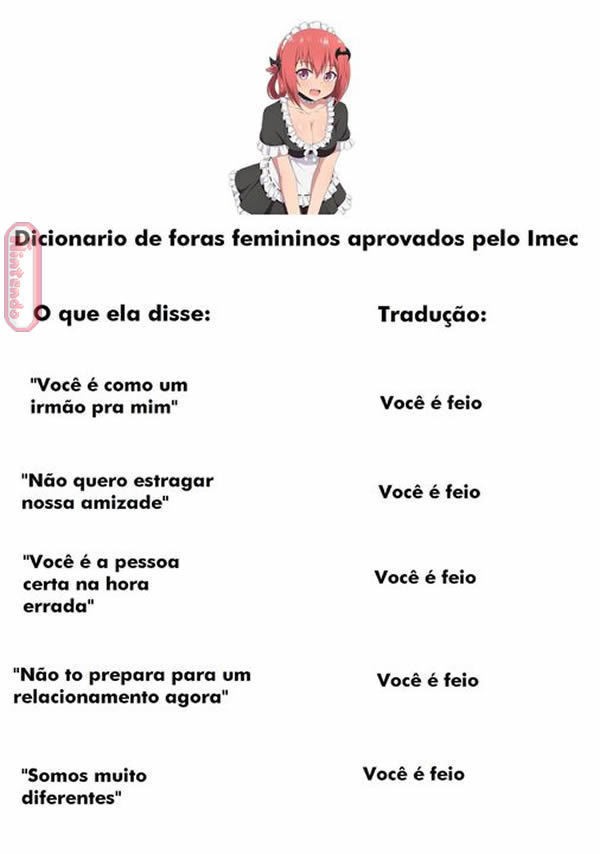 Dicionario de foras femininos aprovados pelo Imec
Nintendo
O que ela disse:
Tradução:
"Você é como um
irmão pra mim"
Você é feio
"Não quero estragar
nossa amizade"
Você é feio
"Você é a pessoa
certa na hora
errada"
Você é feio
"Não to prepara para um
relacionamento agora"
Você é feio
"Somos muito
diferentes"
Você é feio